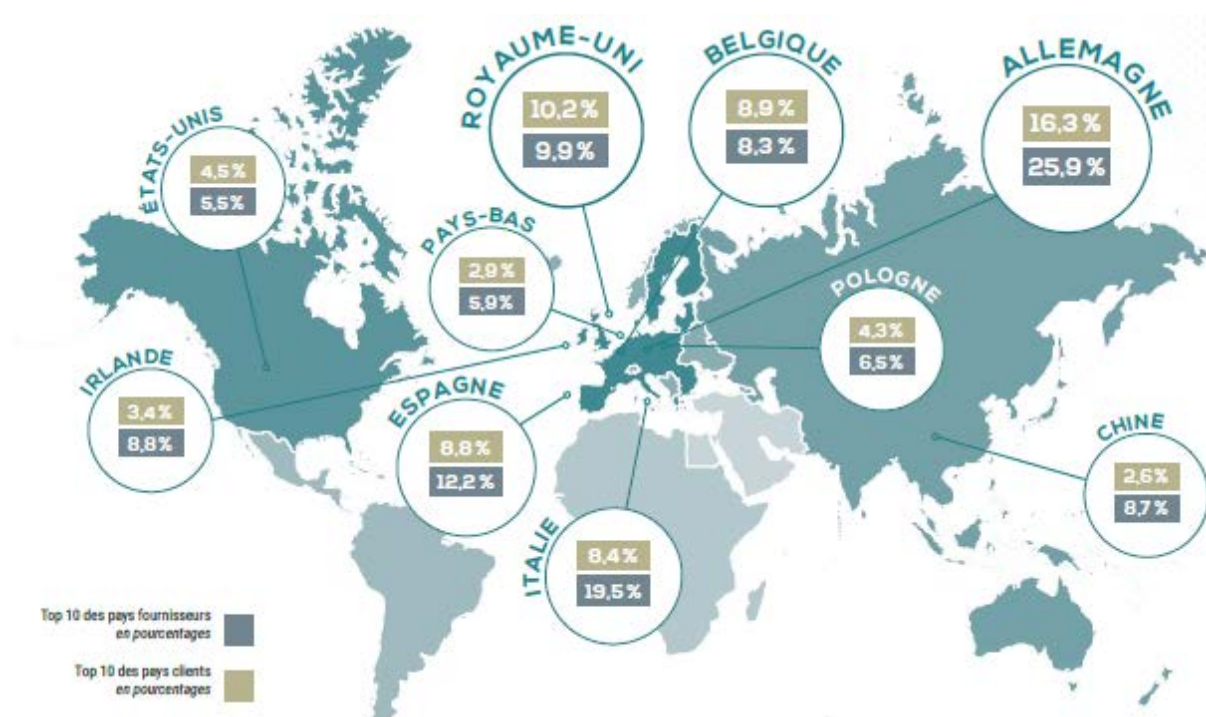 ROYAUME-UNI
10,2 %
9,9 %
BELGIQUE
8,9 %
8,3 %
ALLEMAGNE
16,3 %
25,9 %
ÉTATS-UNIS
4,5 %
5,5 %
PAYS-BAS
2,9 %
5,9 %
POLOGNE
4,3 %
6,5 %
IRLANDE
3,4 %
8,8 %
ESPAGNE
8,8 %
12,2 %
CHINE
2,6 %
8,7 %
ITALIE
8,4 %
19,5 %
Top 10 des pays fournisseurs
en pourcentages
Top 10 des pays clients
en pourcentages